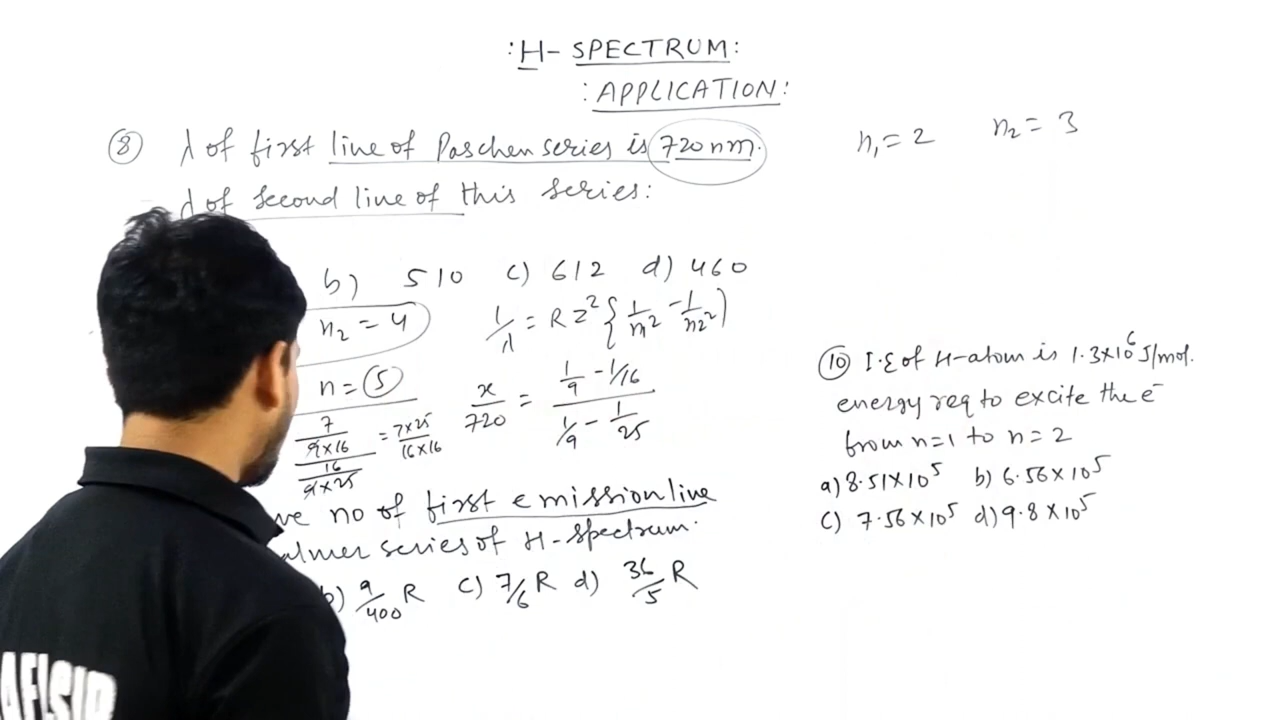 : H- SPECTRUM:
: APPLICATION:
⑧ λ of first line of Paschen series is 720nm.
λ of second line of this series:
b) 510 c) 612 d) 460
n₂ = 4
1/λ = RZ² { 1/n1² - 1/n2² )
n = 5
x/720 = (1/9 - 1/16)/(1/9 - 1/25)
(7/(9×16))/(16/(9×25)) = 7×25/16×16
ve no of first emission line
almer series of H-Spectrum.
b) 9/400 R c) 7/6 R d) 36/5 R
n₁ = 2 n₂ = 3
⑩ I.E of H-atom is 1.3×10⁶ J/mol.
energy req to excite the e⁻
from n=1 to n=2
a) 8.51×10⁵ b) 6.56×10⁵
c) 7.56×10⁵ d) 9.8×10⁵